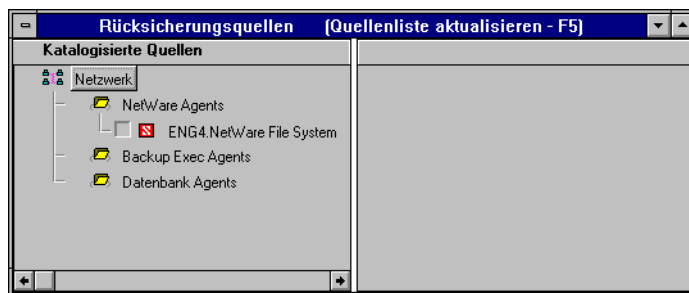 Rücksicherungsquellen (Quellenliste aktualisieren - F5)
Katalogisierte Quellen
Netzwerk
NetWare Agents
ENG4.NetWare File System
Backup Exec Agents
Datenbank Agents